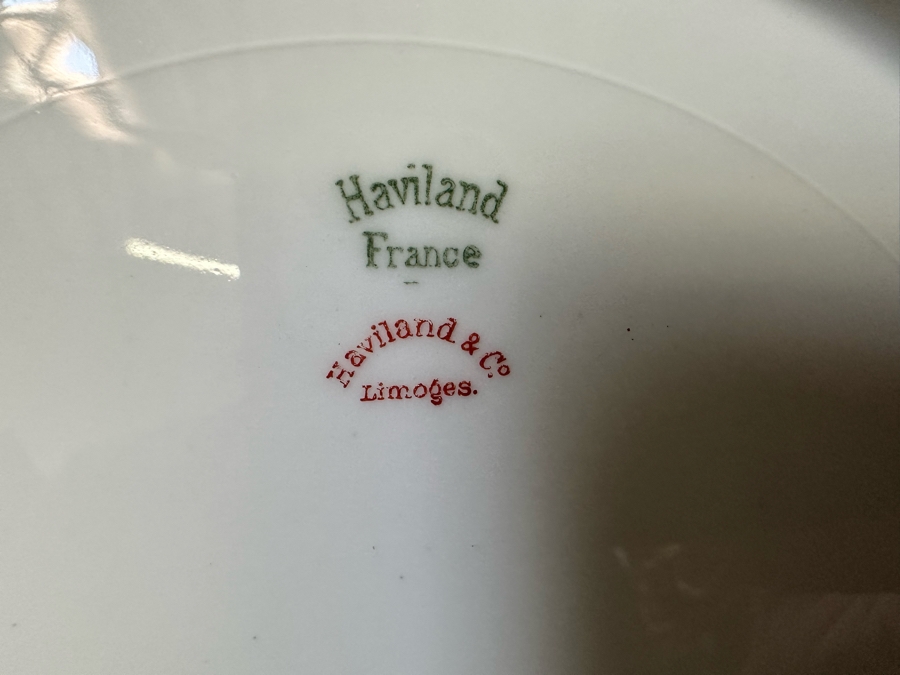 Haviland
France
Haviland & Co
Limoges.